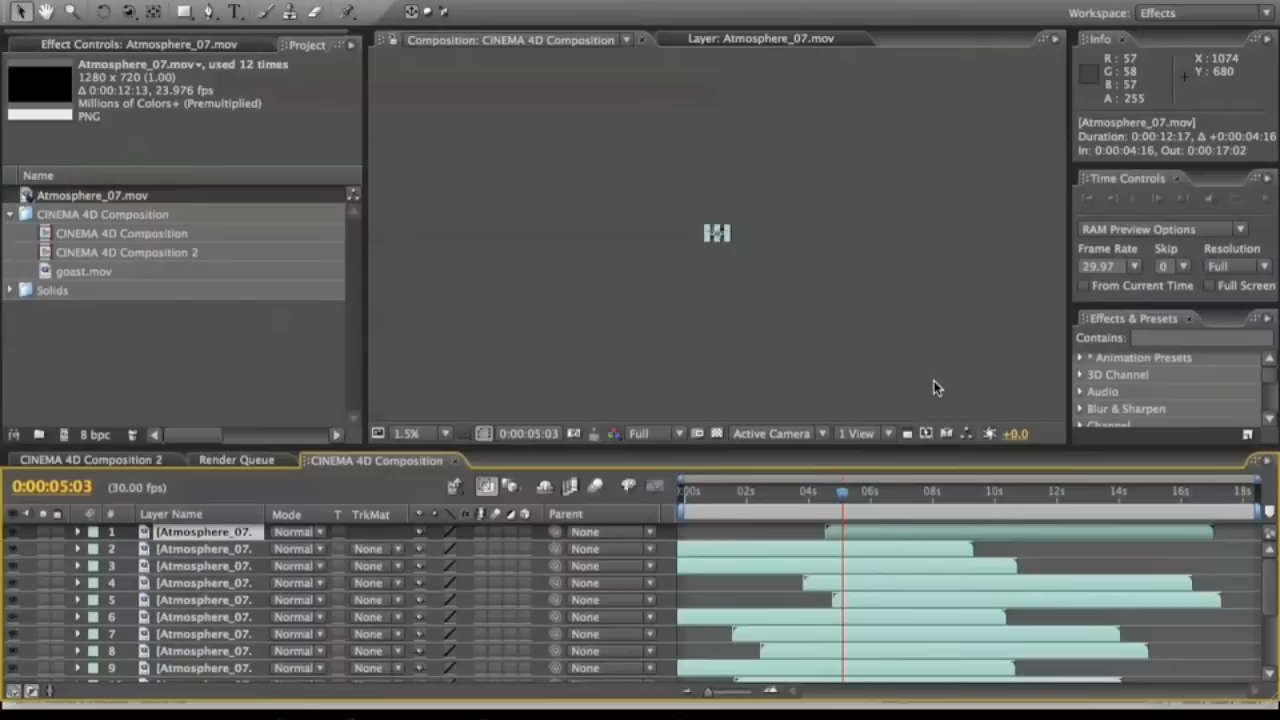 T
Workspace: Effects
Effect Controls: Atmosphere_07.mov
Project
Atmosphere_07.mov, used 12 times
1280 x 720 (1.00)
Δ 0:00:12:13, 23.976 fps
Millions of Colors+ (Premultiplied)
PNG
Name
Atmosphere_07.mov
CINEMA 4D Composition
CINEMA 4D Composition
CINEMA 4D Composition 2
goast.mov
Solids
8 bpc
Composition: CINEMA 4D Composition
Layer: Atmosphere_07.mov
1.5%
0:00:05:03
Full
Active Camera
1 View
+0.0
Info
R : 57
G : 58
B : 57
A : 255
X : 1074
Y : 680
[Atmosphere_07.mov]
Duration: 0:00:12:17, Δ +0:00:04:16
In: 0:00:04:16, Out: 0:00:17:02
Time Controls
RAM Preview Options
Frame Rate Skip Resolution
29.97 0 Full
From Current Time Full Screen
Effects & Presets
Contains:
* Animation Presets
3D Channel
Audio
Blur & Sharpen
Channel
CINEMA 4D Composition 2
Render Queue
CINEMA 4D Composition
0:00:05:03 (30.00 fps)
:00s 02s 04s 06s 08s 10s 12s 14s 16s 18s
# Layer Name Mode T TrkMat Parent
1 [Atmosphere_07. Normal None
2 [Atmosphere_07. Normal None None
3 [Atmosphere_07. Normal None None
4 [Atmosphere_07. Normal None None
5 [Atmosphere_07. Normal None None
6 [Atmosphere_07. Normal None None
7 [Atmosphere_07. Normal None None
8 [Atmosphere_07. Normal None None
9 [Atmosphere_07. Normal None None